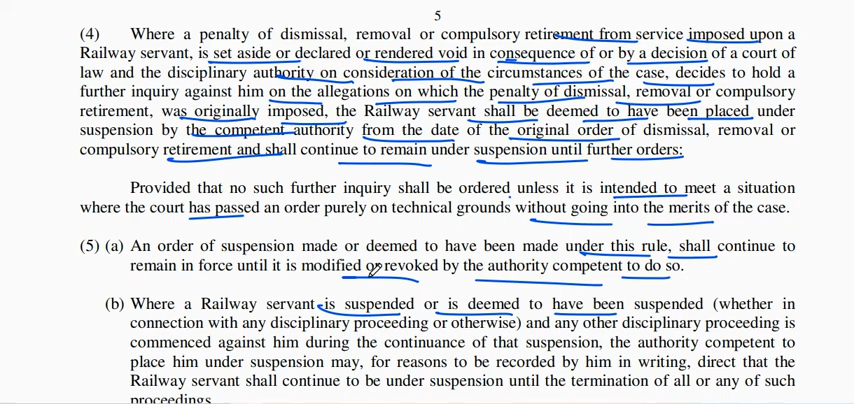 5
(4) Where a penalty of dismissal, removal or compulsory retirement from service imposed upon a
Railway servant, is set aside or declared or rendered void in consequence of or by a decision of a court of
law and the disciplinary authority on consideration of the circumstances of the case, decides to hold a
further inquiry against him on the allegations on which the penalty of dismissal, removal or compulsory
retirement, was originally imposed, the Railway servant shall be deemed to have been placed under
suspension by the competent authority from the date of the original order of dismissal, removal or
compulsory retirement and shall continue to remain under suspension until further orders:
Provided that no such further inquiry shall be ordered unless it is intended to meet a situation
where the court has passed an order purely on technical grounds without going into the merits of the case.
(5) (a) An order of suspension made or deemed to have been made under this rule, shall continue to
remain in force until it is modified or revoked by the authority competent to do so.
(b) Where a Railway servant is suspended or is deemed to have been suspended (whether in
connection with any disciplinary proceeding or otherwise) and any other disciplinary proceeding is
commenced against him during the continuance of that suspension, the authority competent to
place him under suspension may, for reasons to be recorded by him in writing, direct that the
Railway servant shall continue to be under suspension until the termination of all or any of such
proceedings.